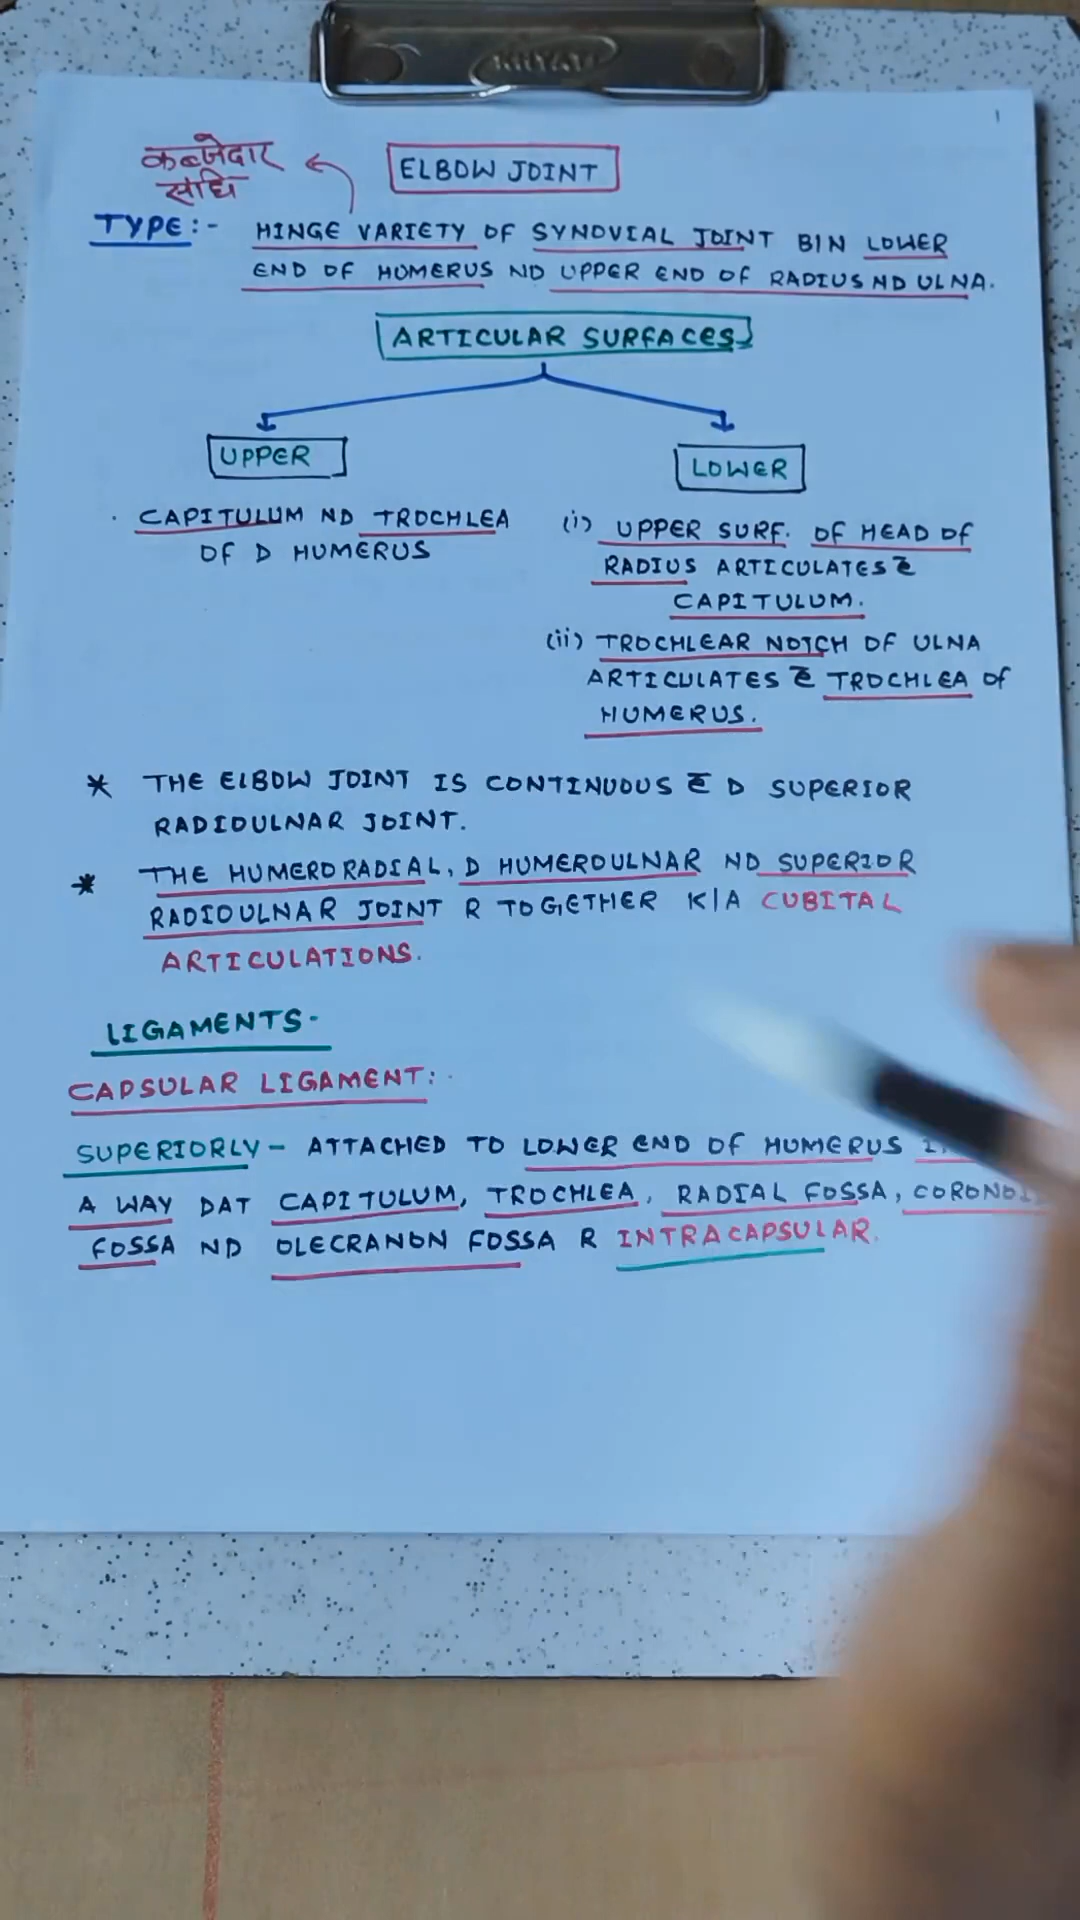 1
कब्जेदार
संधि
ELBOW JOINT
TYPE:- HINGE VARIETY OF SYNOVIAL JOINT BIN LOWER
END OF HUMERUS ND UPPER END OF RADIUS ND ULNA.
ARTICULAR SURFACES
UPPER
CAPITULUM ND TROCHLEA
OF D HUMERUS
LOWER
(i) UPPER SURF. OF HEAD OF
RADIUS ARTICULATES c̄
CAPITULUM.
(ii) TROCHLEAR NOTCH OF ULNA
ARTICULATES c̄ TROCHLEA OF
HUMERUS.
* THE ELBOW JOINT IS CONTINUOUS c̄ D SUPERIOR
RADIOULNAR JOINT.
* THE HUMERORADIAL, D HUMEROULNAR ND SUPERIOR
RADIOULNAR JOINT R TOGETHER K/A CUBITAL
ARTICULATIONS.
LIGAMENTS-
CAPSULAR LIGAMENT:-
SUPERIORLY - ATTACHED TO LOWER END OF HUMERUS
A WAY DAT CAPITULUM, TROCHLEA, RADIAL FOSSA,
FOSSA ND OLECRANON FOSSA R INTRACAPSULAR.